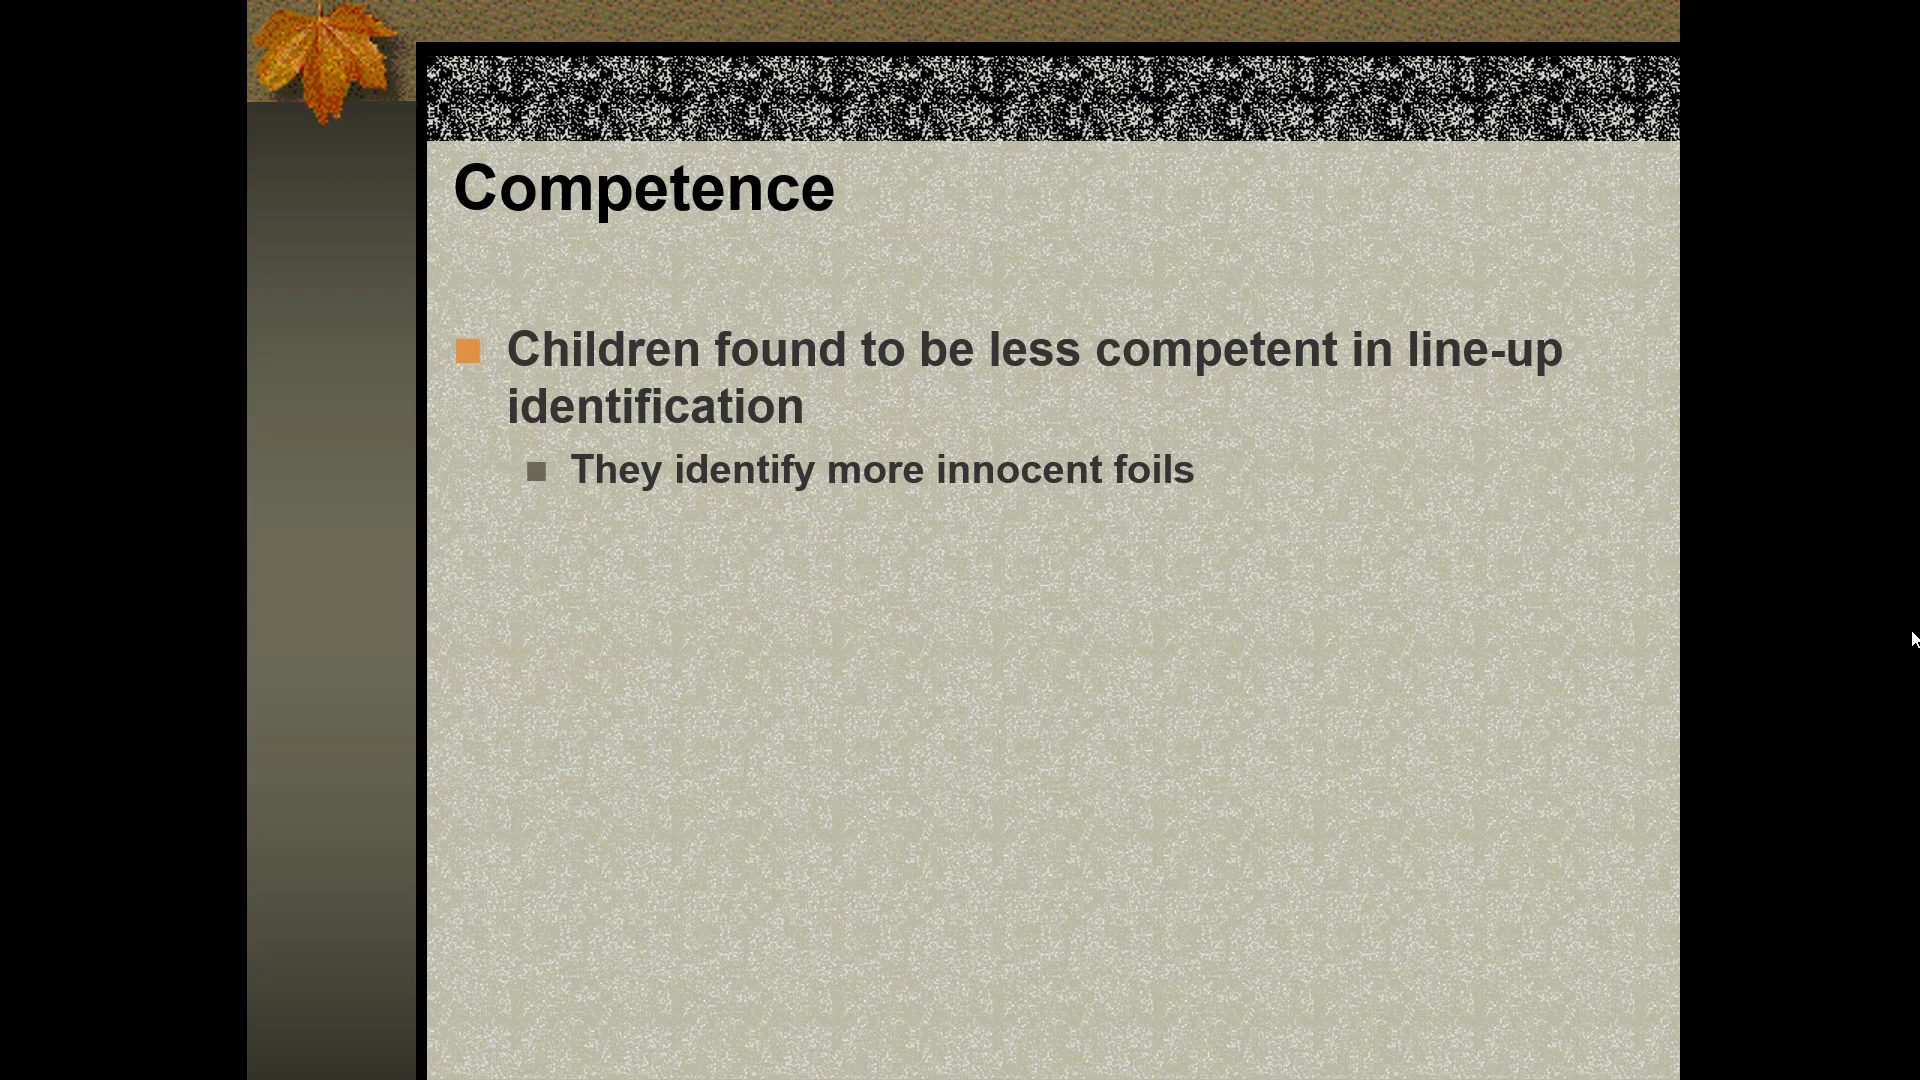 Competence
Children found to be less competent in line-up
identification
They identify more innocent foils